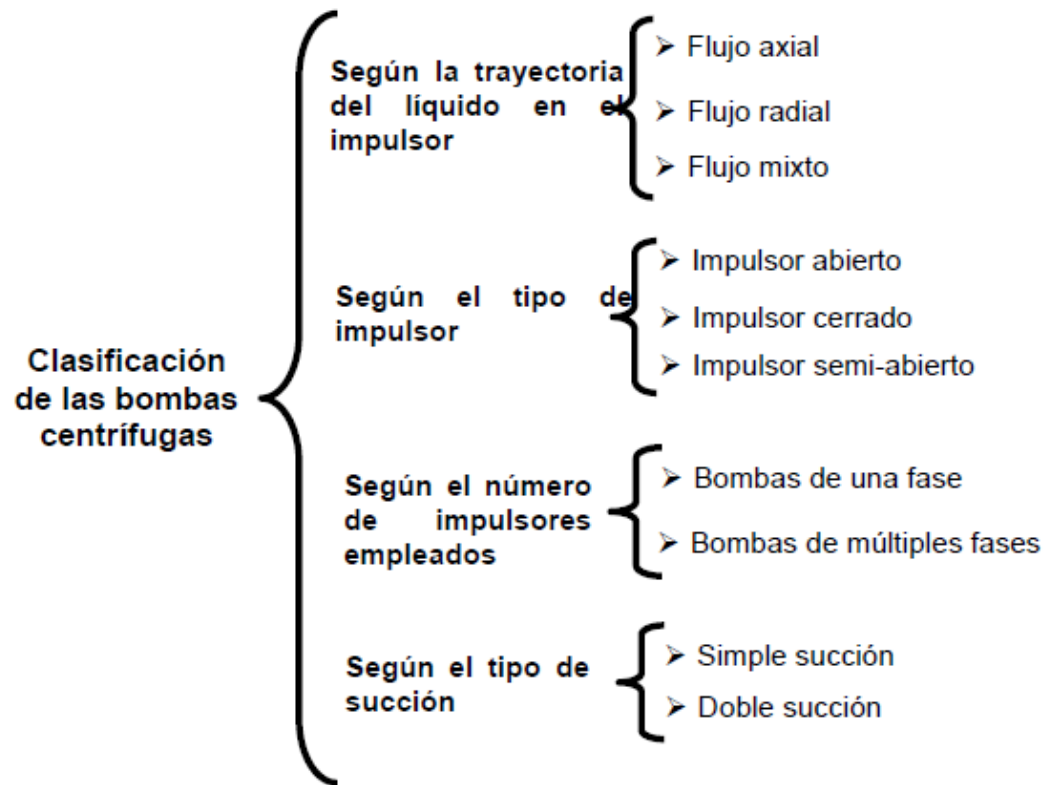 Clasificación
de las bombas
centrífugas
Según la trayectoria
del líquido en el
impulsor
➢ Flujo axial
➢ Flujo radial
➢ Flujo mixto
Según el tipo de
impulsor
➢ Impulsor abierto
➢ Impulsor cerrado
➢ Impulsor semi-abierto
Según el número
de impulsores
empleados
➢ Bombas de una fase
➢ Bombas de múltiples fases
Según el tipo de
succión
➢ Simple succión
➢ Doble succión